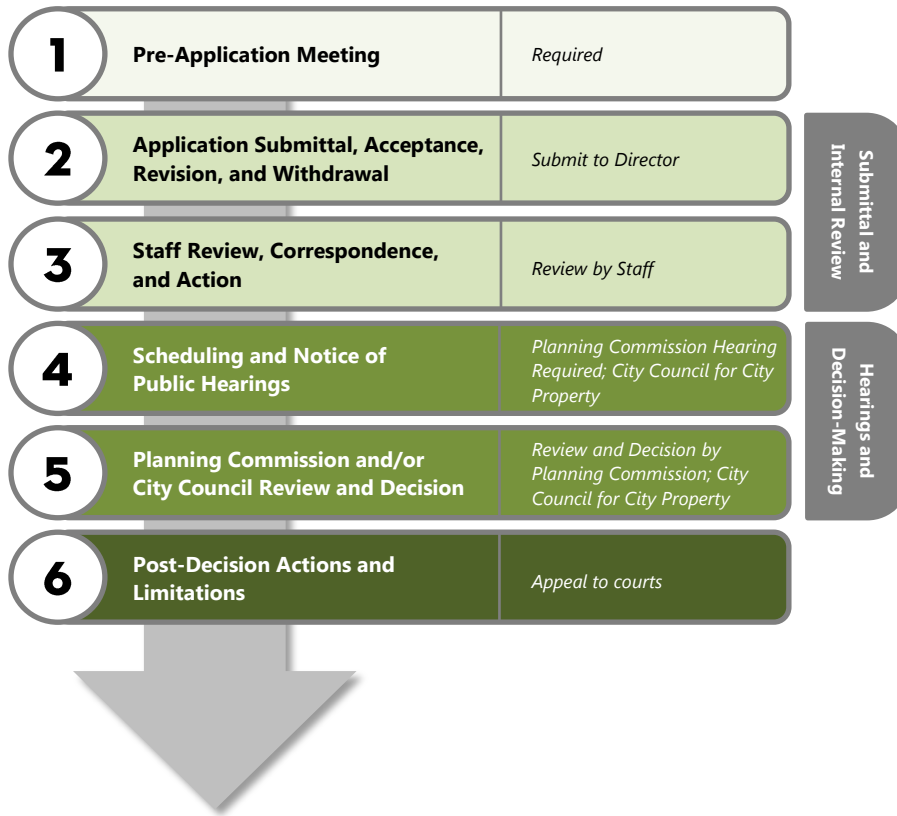 1
Pre-Application Meeting
Required
2
Application Submittal, Acceptance,
Revision, and Withdrawal
Submit to Director
3
Staff Review, Correspondence,
and Action
Review by Staff
Submittal and
Internal Review
4
Scheduling and Notice of
Public Hearings
Planning Commission Hearing
Required; City Council for City
Property
5
Planning Commission and/or
City Council Review and Decision
Review and Decision by
Planning Commission; City
Council for City Property
Hearings and
Decision-Making
6
Post-Decision Actions and
Limitations
Appeal to courts